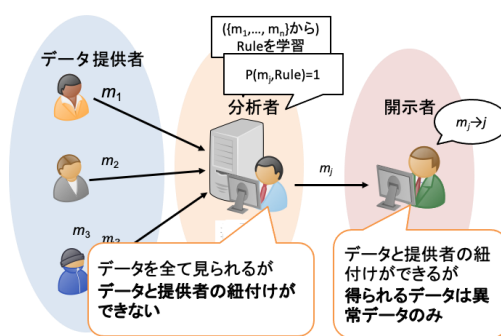 ({m1,…, mn}から)
Ruleを学習
P(mj,Rule)=1
データ提供者
分析者
開示者
m1
m2
m3
mj
mj→j
データを全て見られるが
データと提供者の紐付けが
できない
データと提供者の紐付
けができるが
得られるデータは異
常データのみ